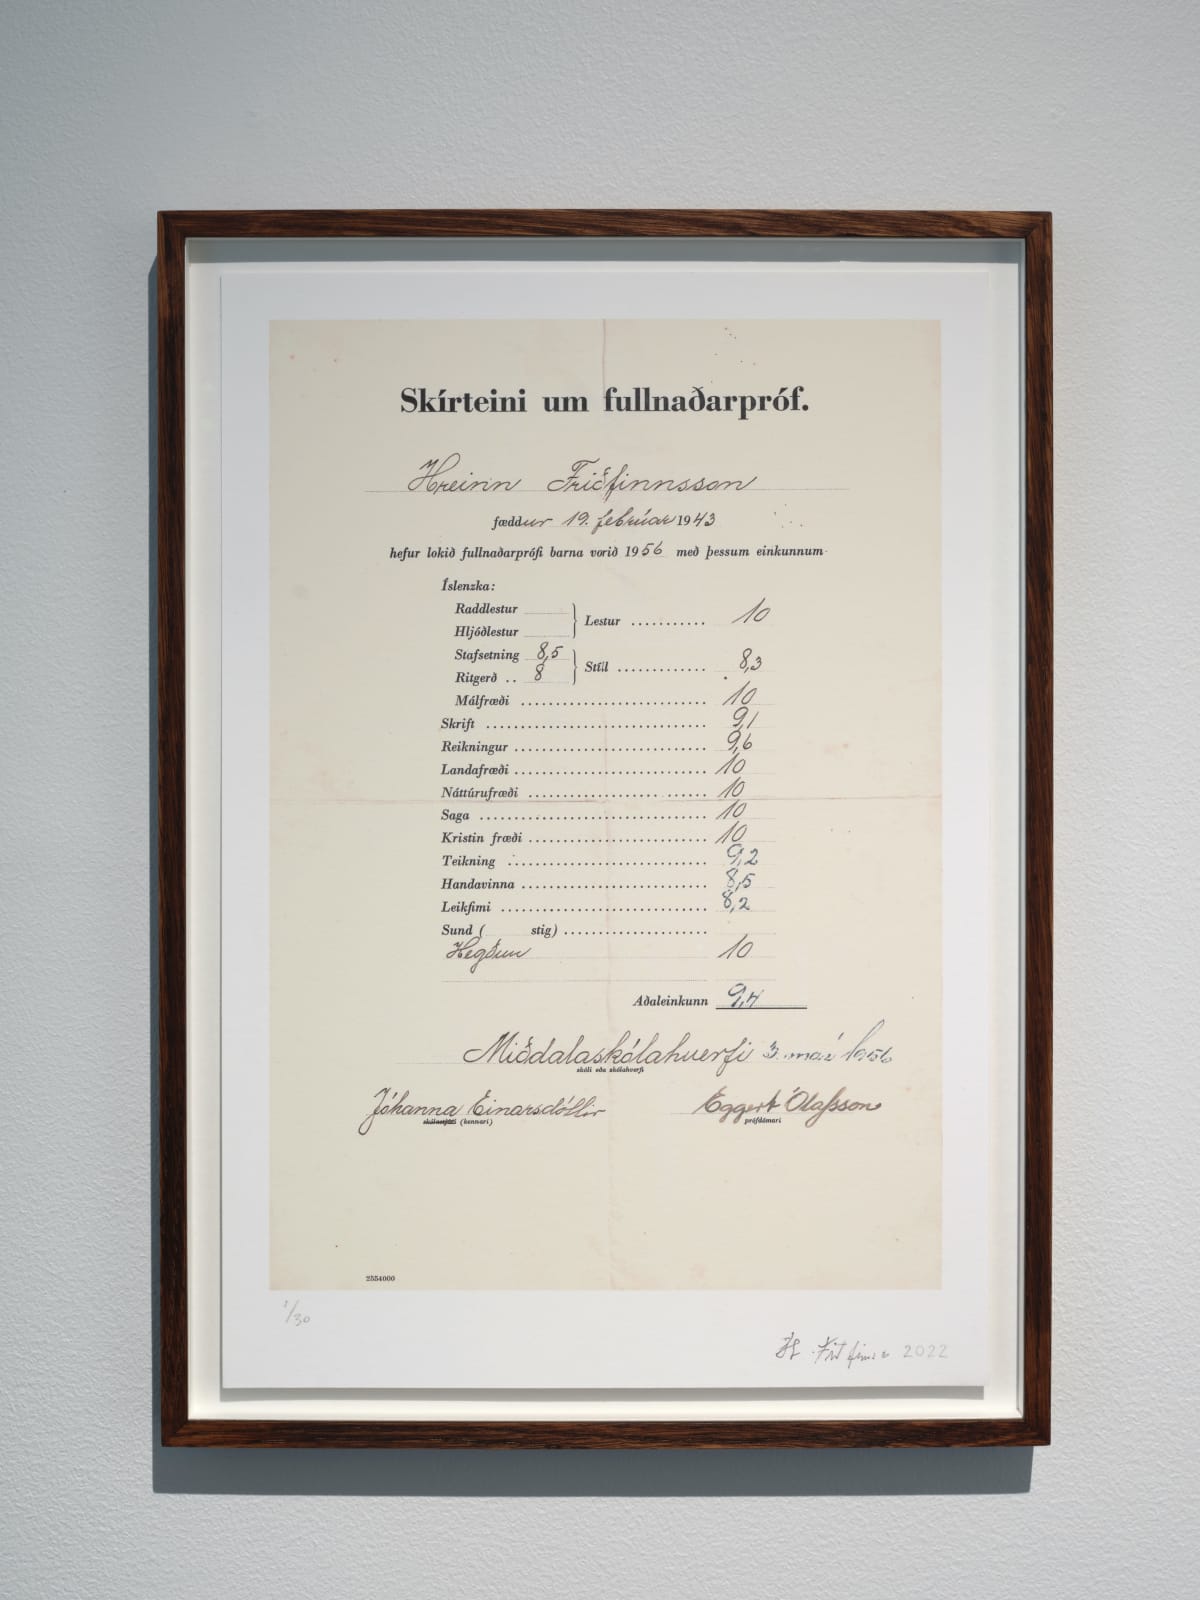 Skírteini um fullnaðarpróf.
Hreinn Friðfinnsson
fæddur 19. febrúar 1943
hefur lokið fullnaðarprófi barna vorið 1956 með þessum einkunnum
Íslenzka:
Raddlestur
Hljóðlestur
Lestur ........... 10
Stafsetning 8,5
Ritgerð .. 8
Stíll ............. 8,3
Málfræði ........................... 10
Skrift ................................ 9,1
Reikningur ............................ 9,6
Landafræði ............................ 10
Náttúrufræði .......................... 10
Saga .................................. 10
Kristin fræði ......................... 10
Teikning .............................. 9,2
Handavinna ............................ 8,5
Leikfimi .............................. 8,2
Sund ( stig) .....................
Hegðun 10
Aðaleinkunn 9,4
Miðdalaskólahverfi 3. maí 1956
skóli eða skólahverfi
Jóhanna Einarsdóttir Eggert Ólafsson
skólastjóri (kennari) prófdómari
2554000
1/30
2022